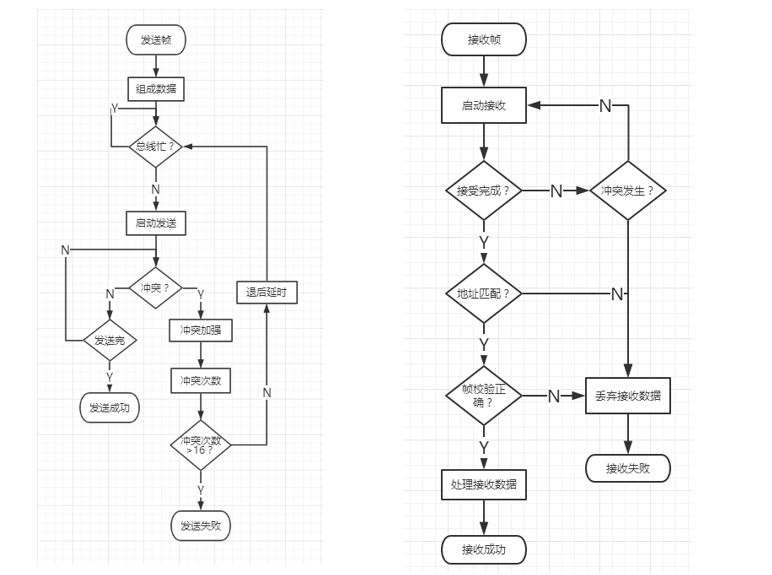 发送帧
组成数据
Y
总线忙？
N
启动发送
N
冲突？
N
Y
退后延时
发送完
冲突加强
Y
冲突次数
N
发送成功
冲突次数
>16？
Y
发送失败
接收帧
启动接收
N
接受完成？
N
冲突发生？
Y
地址匹配？
N
Y
帧校验正
确？
N
丢弃接收数据
Y
接收失败
处理接收数据
接收成功